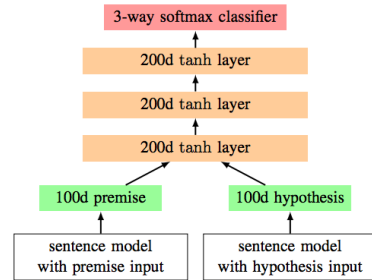 3-way softmax classifier
200d tanh layer
200d tanh layer
200d tanh layer
100d premise
100d hypothesis
sentence model
with premise input
sentence model
with hypothesis input